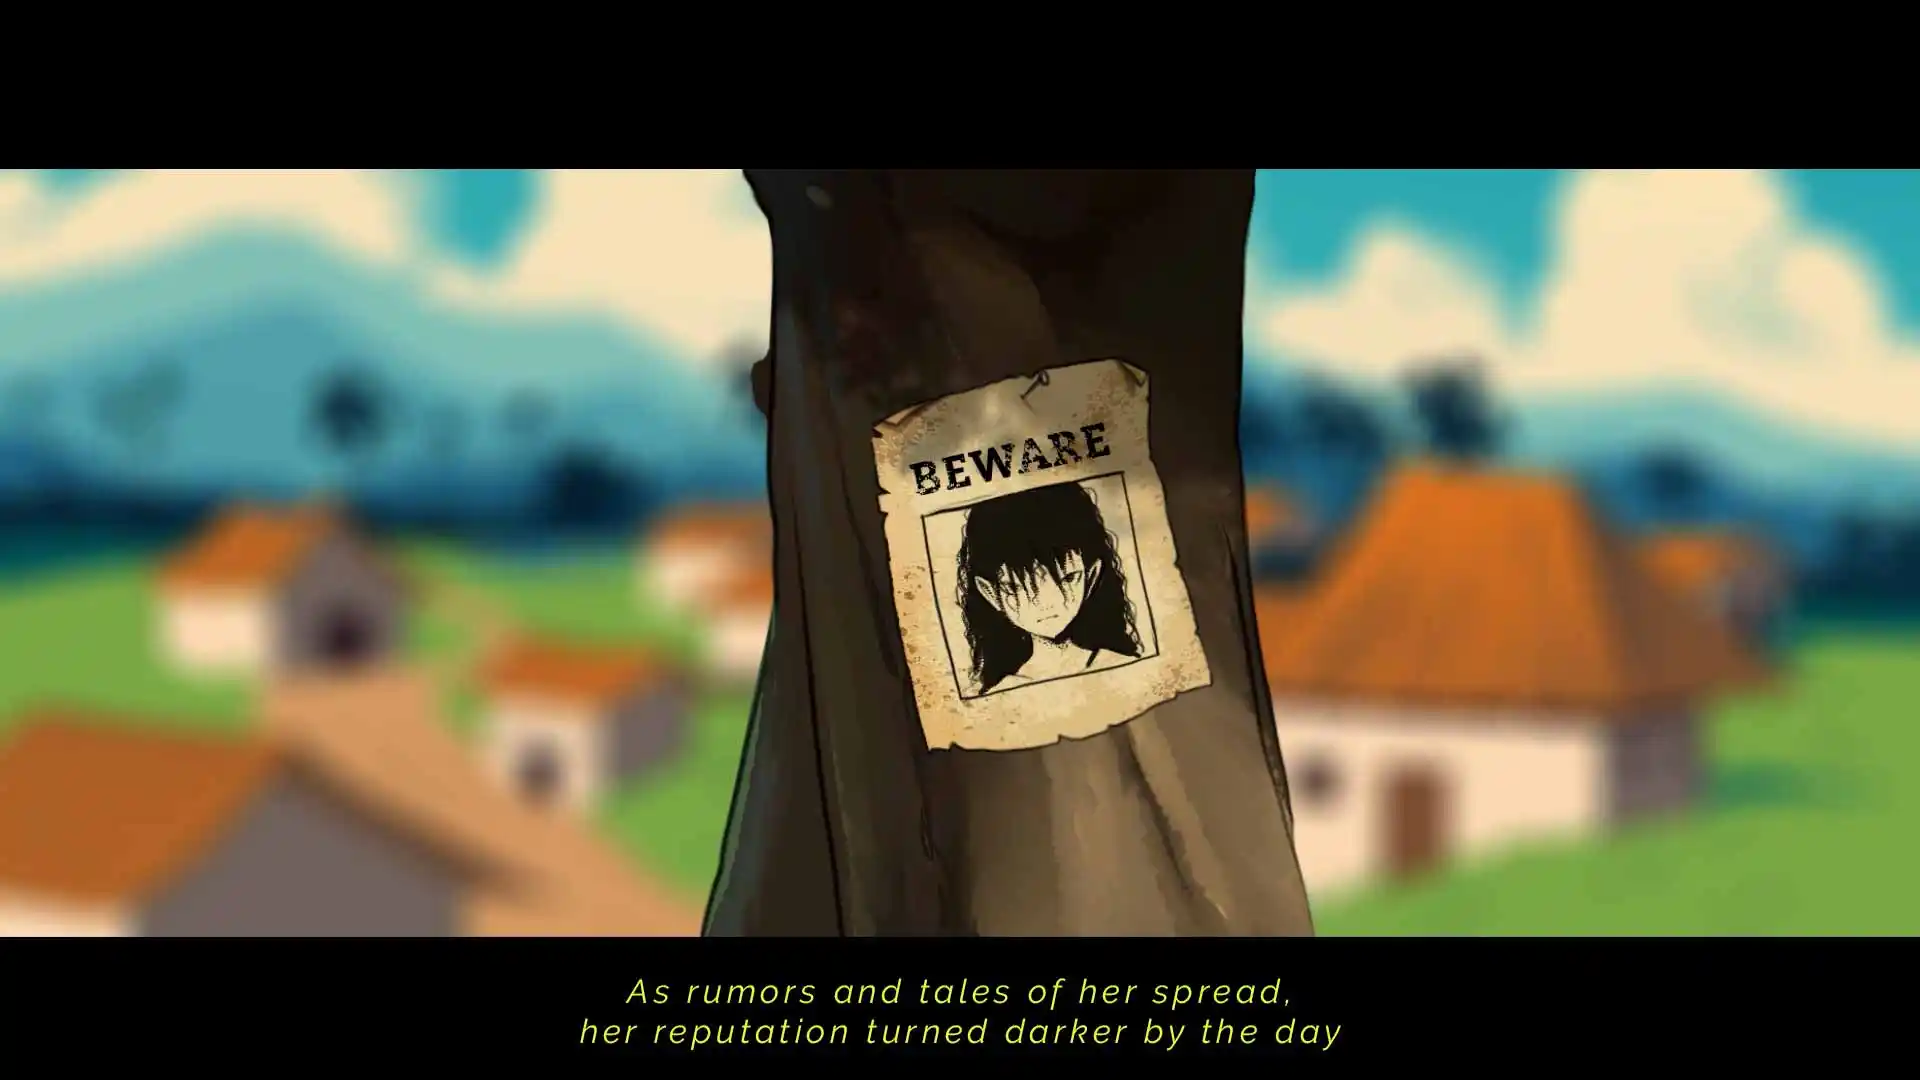 BEWARE
As rumors and tales of her spread,
her reputation turned darker by the day